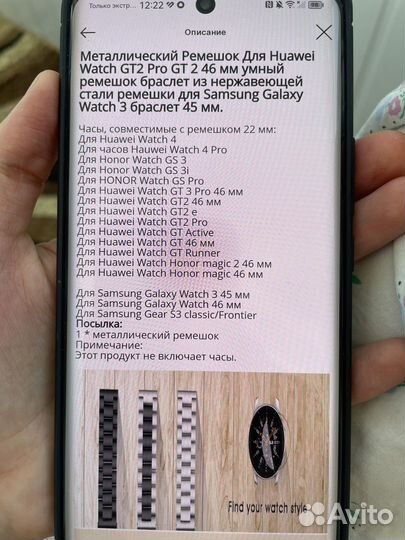 Только экстр...
12:22
Описание
Металлический Ремешок Для Huawei
Watch GT2 Pro GT 2 46 мм умный
ремешок браслет из нержавеющей
стали ремешки для Samsung Galaxy
Watch 3 браслет 45 мм.
Часы, совместимые с ремешком 22 мм:
Для Huawei Watch 4
Для часов Hauwei Watch 4 Pro
Для Honor Watch GS 3
Для Honor Watch GS 3i
Для HONOR Watch GS Pro
Для Huawei Watch GT 3 Pro 46 мм
Для Huawei Watch GT2 46 мм
Для Huawei Watch GT2 e
Для Huawei Watch GT2 Pro
Для Huawei Watch GT Active
Для Huawei Watch GT 46 мм
Для Huawei Watch GT Runner
Для Huawei Watch Honor magic 2 46 мм
Для Huawei Watch Honor magic 46 мм
Для Samsung Galaxy Watch 3 45 мм
Для Samsung Galaxy Watch 46 мм
Для Samsung Gear S3 classic/Frontier
Посылка:
1 * металлический ремешок
Примечание:
Этот продукт не включает часы.
Find your watch style
Avito